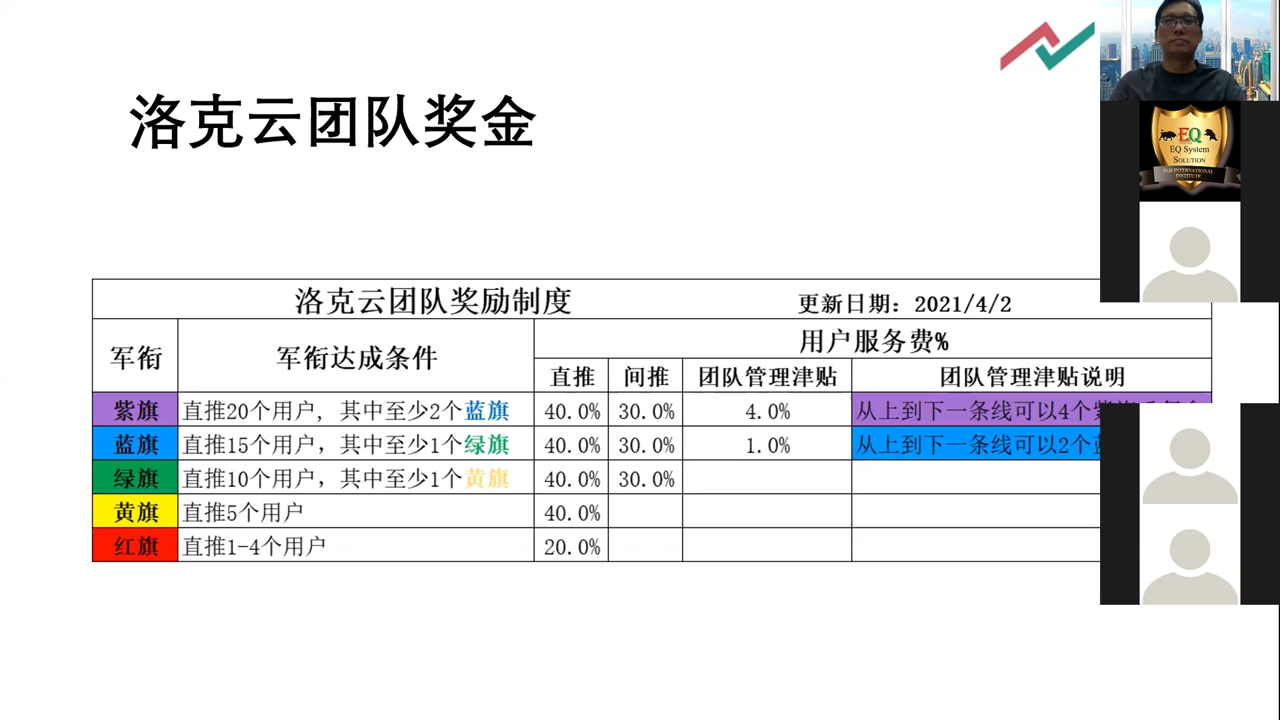 洛克云团队奖金
EQ
EQ System
SOLUTION
EQS INTERNATIONAL
INSTITUTE
洛克云团队奖励制度 更新日期：2021/4/2
军衔 军衔达成条件 用户服务费%
直推 间推 团队管理津贴 团队管理津贴说明
紫旗 直推20个用户, 其中至少2个蓝旗 40.0% 30.0% 4.0% 从上到下一条线可以4个紫
蓝旗 直推15个用户，其中至少1个绿旗 40.0% 30.0% 1.0% 从上到下一条线可以2个
绿旗 直推10个用户，其中至少1个黄旗 40.0% 30.0%
黄旗 直推5个用户 40.0%
红旗 直推1-4个用户 20.0%